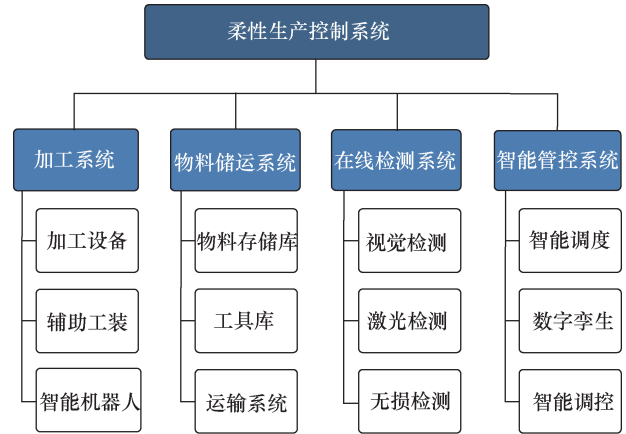 柔性生产控制系统
加工系统
物料储运系统
在线检测系统
智能管控系统
加工设备
物料存储库
视觉检测
智能调度
辅助工装
工具库
激光检测
数字孪生
智能机器人
运输系统
无损检测
智能调控